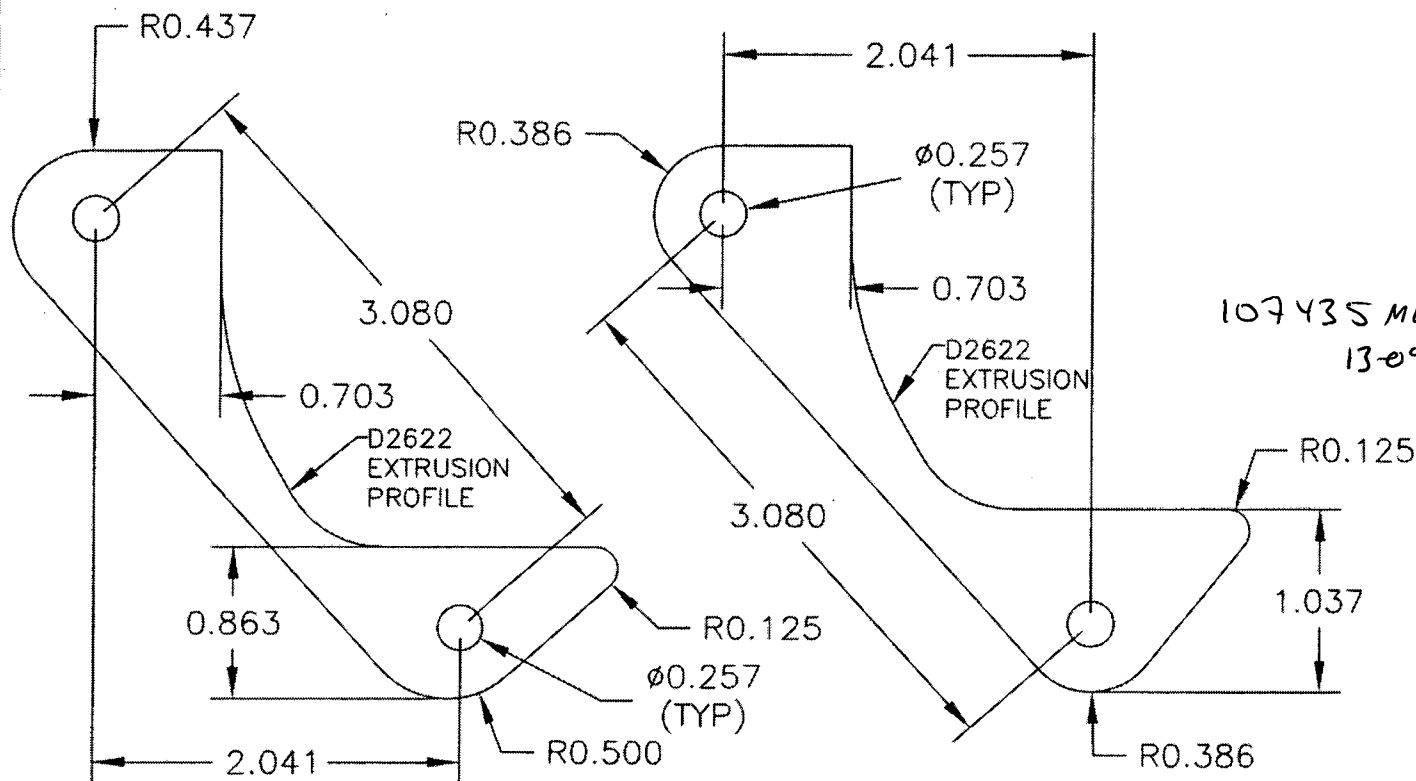 R0.437
3.080
0.703
D2622
EXTRUSION
PROFILE
0.863
R0.125
ø0.257
(TYP)
R0.500
2.041
2.041
R0.386
ø0.257
(TYP)
0.703
D2622
EXTRUSION
PROFILE
3.080
R0.125
1.037
R0.386
107435